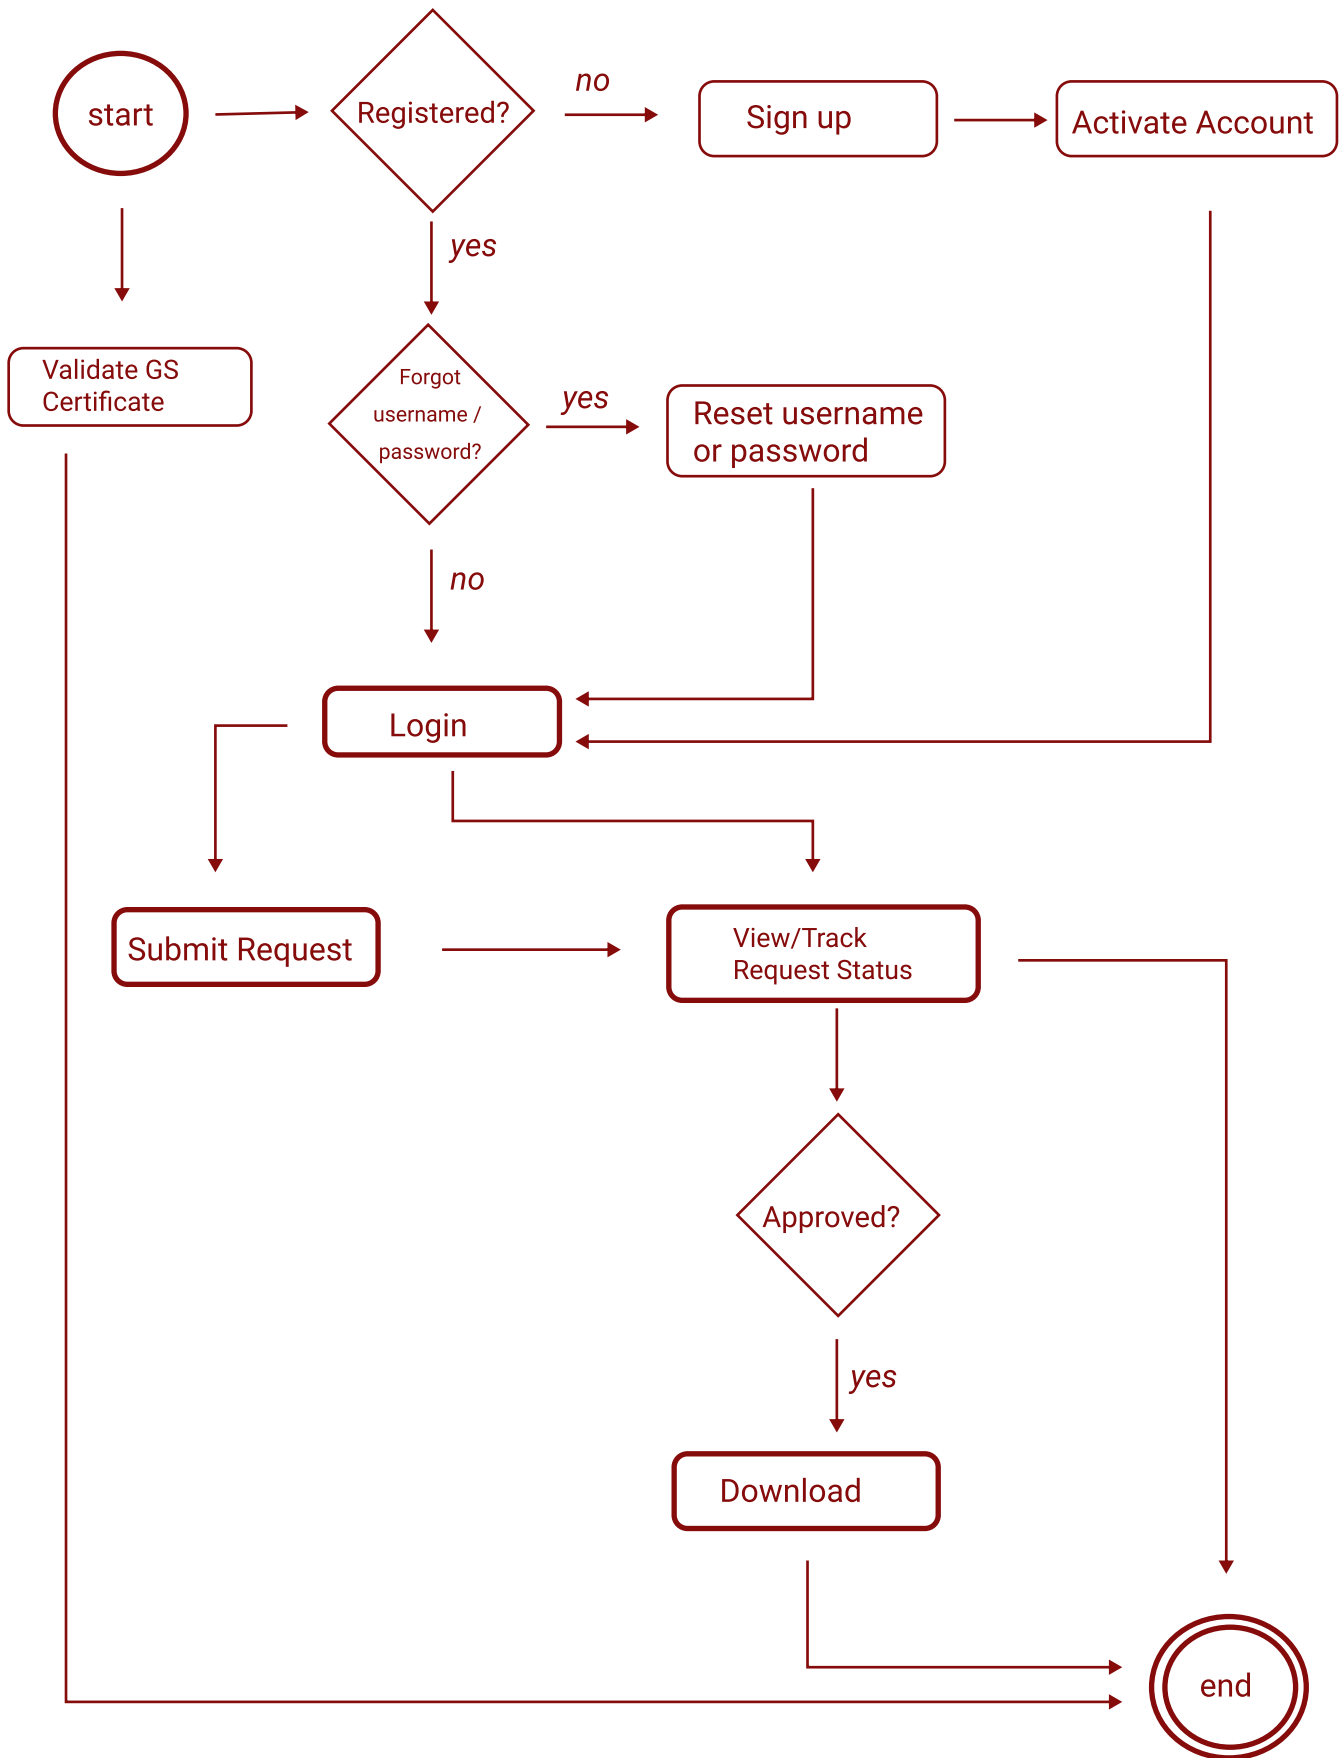 start
Registered?
no
Sign up
Activate Account
yes
Validate GS
Certificate
Forgot
username /
password?
yes
Reset username
or password
no
Login
Submit Request
View/Track
Request Status
Approved?
yes
Download
end